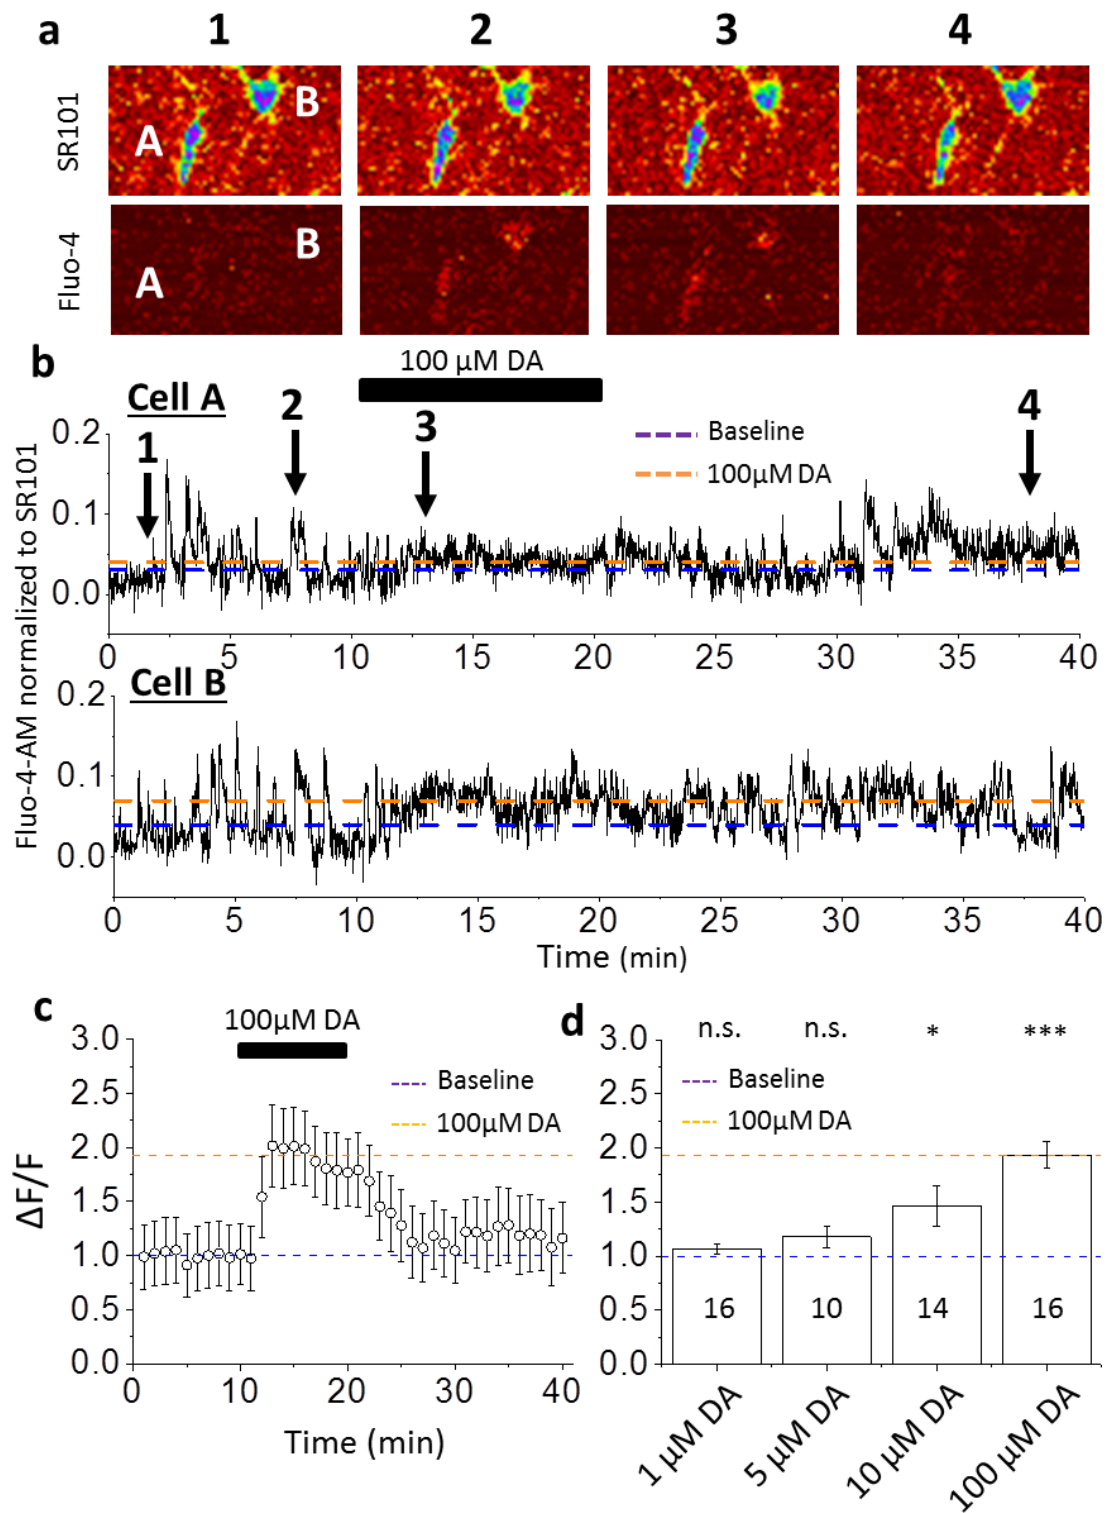 a 1 2 3 4
SR101
A B
Fluo-4
A B
b
100 µM DA
Cell A
1 2 3 4
Baseline
100µM DA
Fluo-4-AM normalized to SR101
0.2
0.1
0.0
0 5 10 15 20 25 30 35 40
Cell B
0.2
0.1
0.0
0 5 10 15 20 25 30 35 40
Time (min)
c
100µM DA
Baseline
100µM DA
ΔF/F
3.0
2.5
2.0
1.5
1.0
0.5
0.0
0 10 20 30 40
Time (min)
d
n.s. n.s. * ***
Baseline
100µM DA
3.0
2.5
2.0
1.5
1.0
0.5
0.0
16 10 14 16
1 µM DA
5 µM DA
10 µM DA
100 µM DA